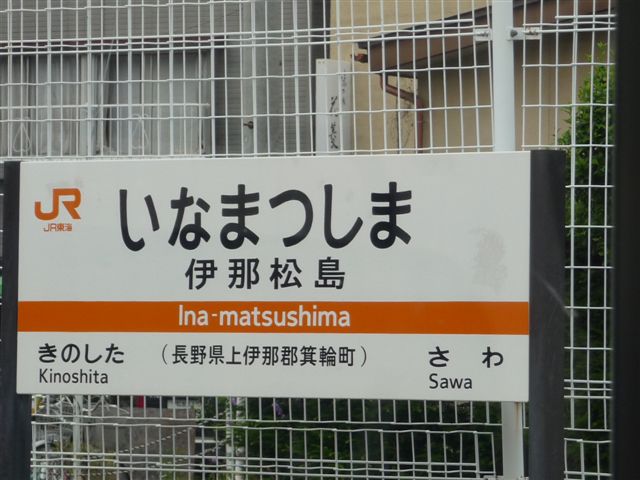 JR
JR東海
いなまつしま
伊那松島
Ina-matsushima
きのした
Kinoshita
（長野県上伊那郡箕輪町）
さわ
Sawa